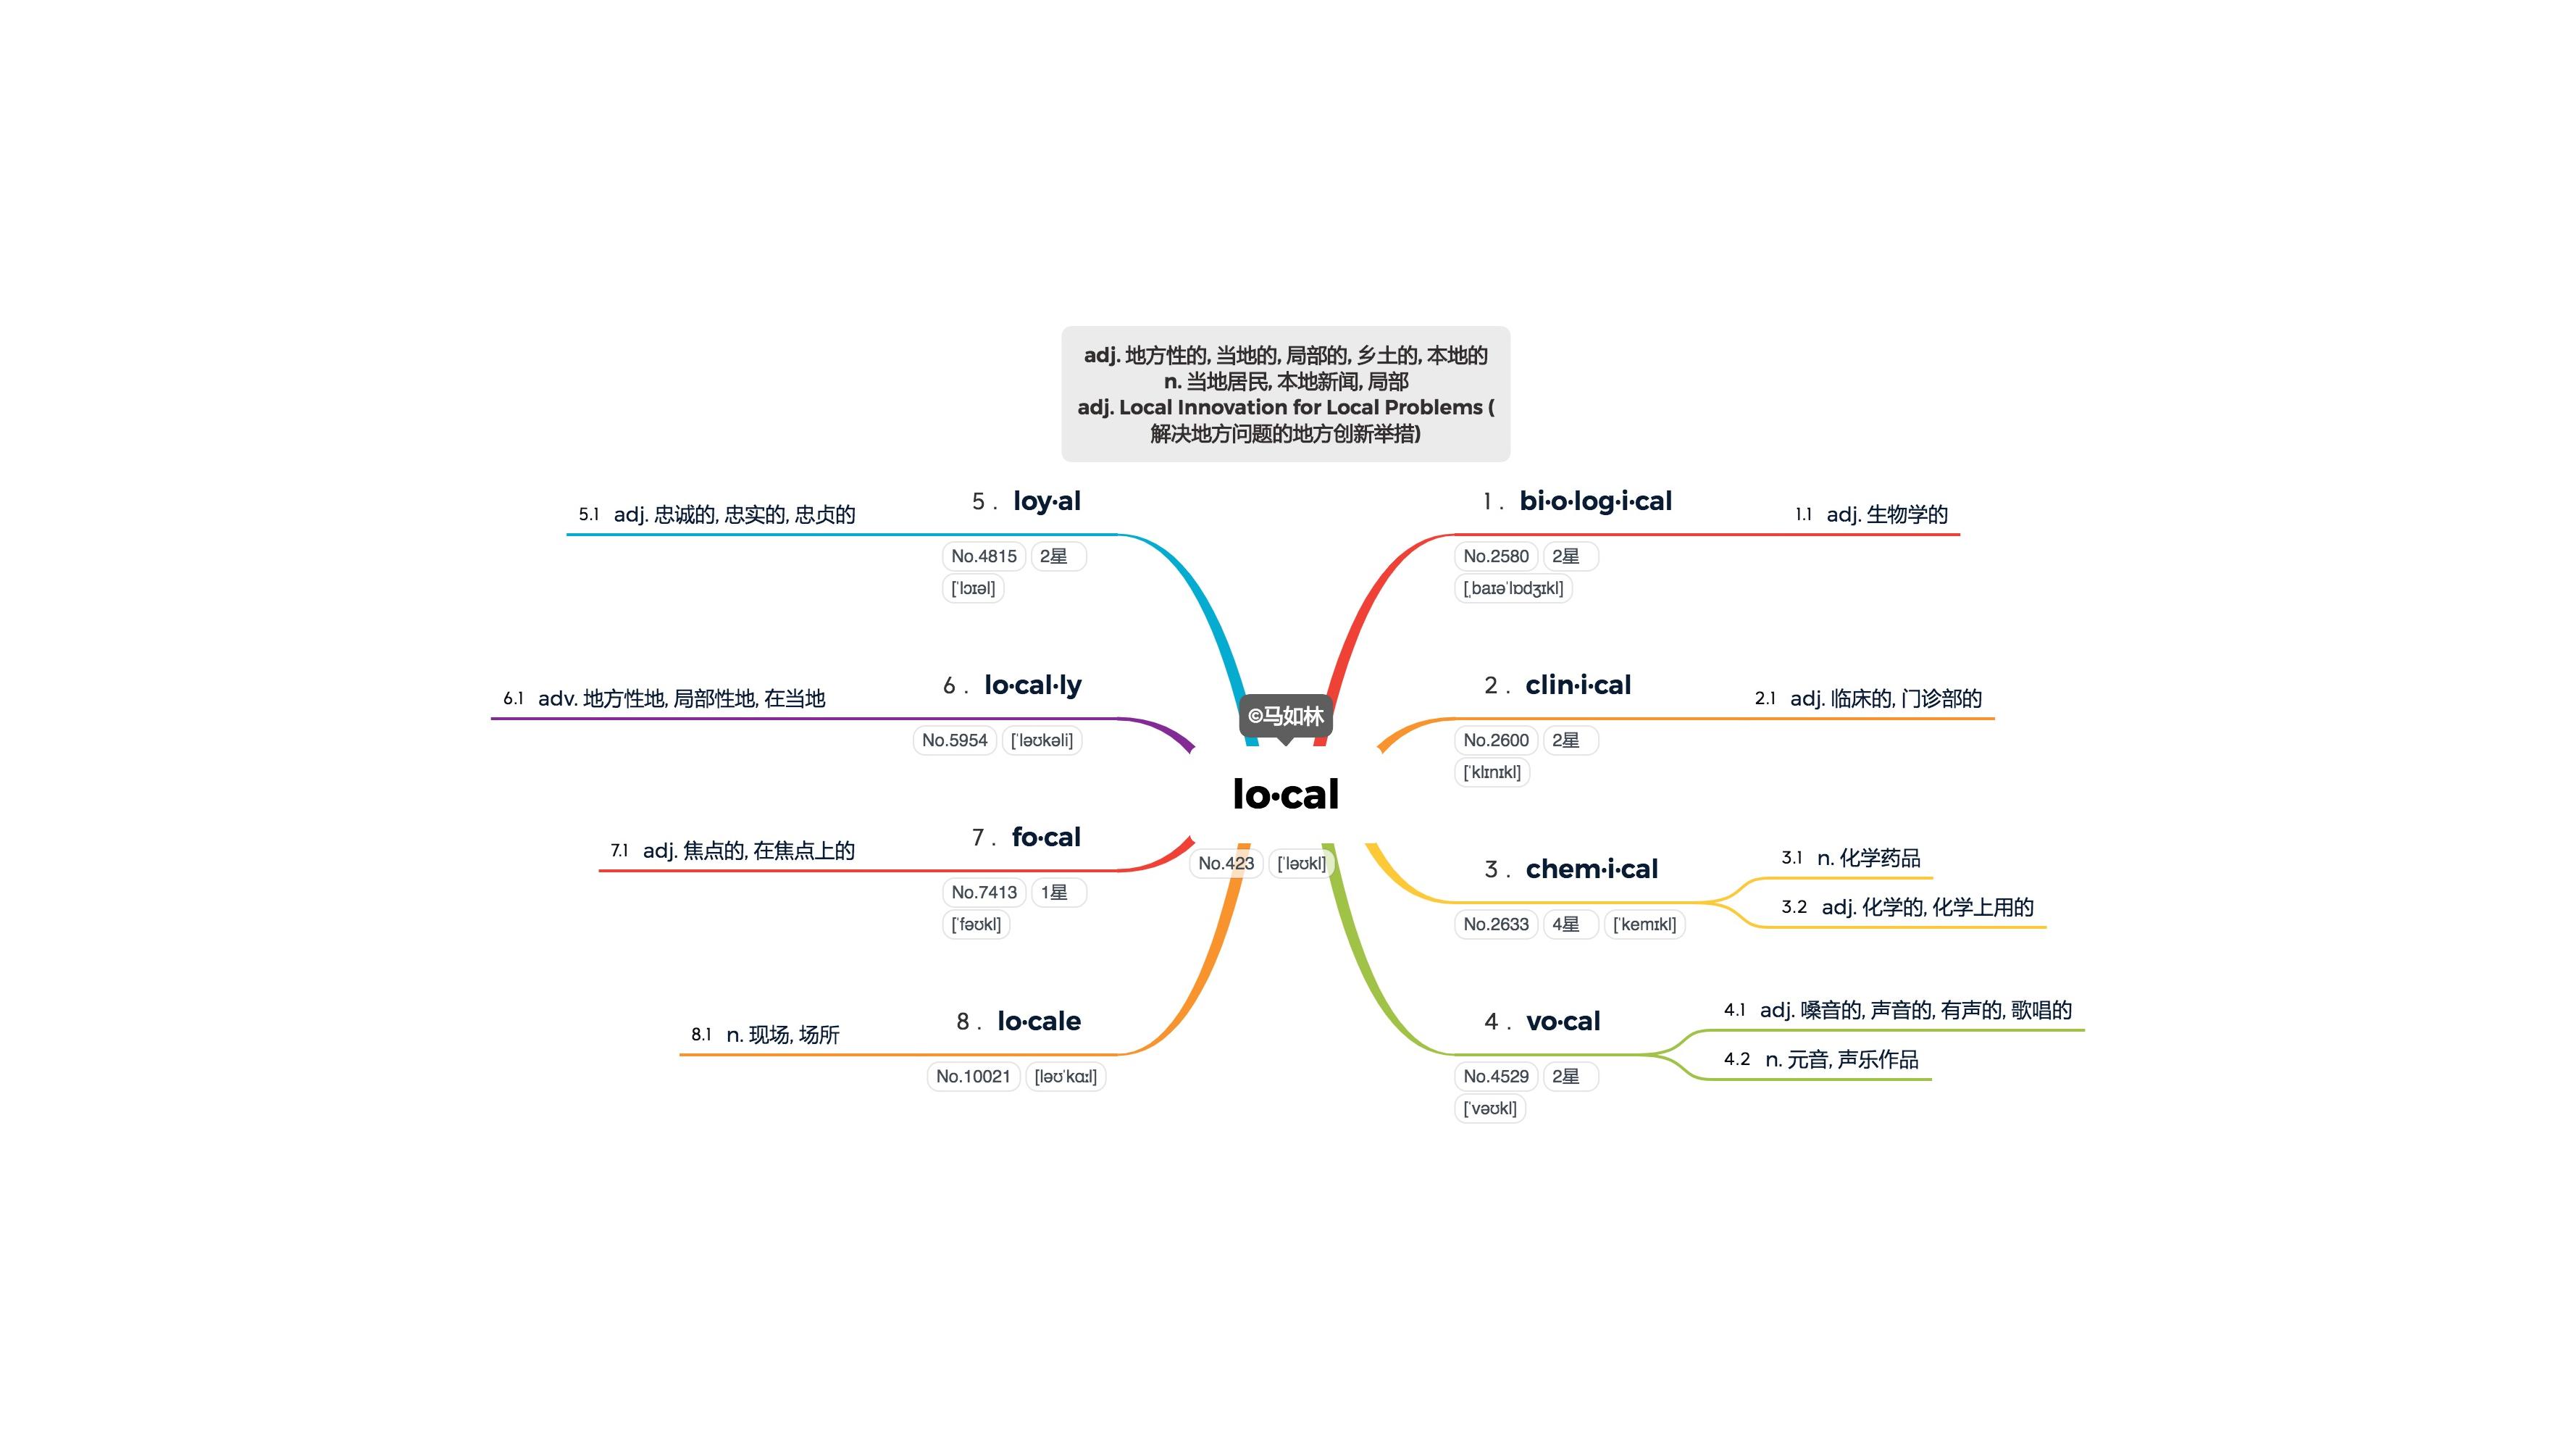 adj. 地方性的, 当地的, 局部的, 乡土的, 本地的
n. 当地居民, 本地新闻, 局部
adj. Local Innovation for Local Problems (
解决地方问题的地方创新举措)
©马如林
lo·cal
No.423 [ˈləʊkl]
1 . bi·o·log·i·cal
No.2580 2星
[ˌbaɪəˈlɒdʒɪkl]
1.1 adj. 生物学的
2 . clin·i·cal
No.2600 2星
[ˈklɪnɪkl]
2.1 adj. 临床的, 门诊部的
3 . chem·i·cal
No.2633 4星 [ˈkemɪkl]
3.1 n. 化学药品
3.2 adj. 化学的, 化学上用的
4 . vo·cal
No.4529 2星
[ˈvəʊkl]
4.1 adj. 嗓音的, 声音的, 有声的, 歌唱的
4.2 n. 元音, 声乐作品
5 . loy·al
No.4815 2星
[ˈlɔɪəl]
5.1 adj. 忠诚的, 忠实的, 忠贞的
6 . lo·cal·ly
No.5954 [ˈləʊkəli]
6.1 adv. 地方性地, 局部性地, 在当地
7 . fo·cal
No.7413 1星
[ˈfəʊkl]
7.1 adj. 焦点的, 在焦点上的
8 . lo·cale
No.10021 [ləʊˈkɑːl]
8.1 n. 现场, 场所